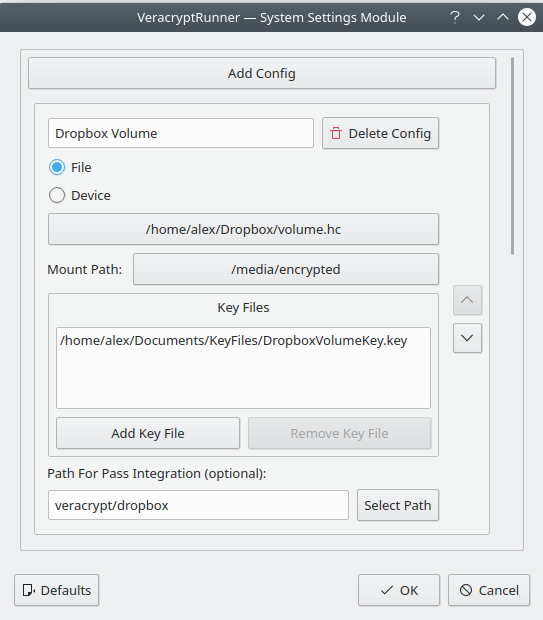 VeracryptRunner — System Settings Module
Add Config
Dropbox Volume
Delete Config
File
Device
/home/alex/Dropbox/volume.hc
Mount Path:
/media/encrypted
Key Files
/home/alex/Documents/KeyFiles/DropboxVolumeKey.key
Add Key File
Remove Key File
Path For Pass Integration (optional):
veracrypt/dropbox
Select Path
Defaults
OK
Cancel